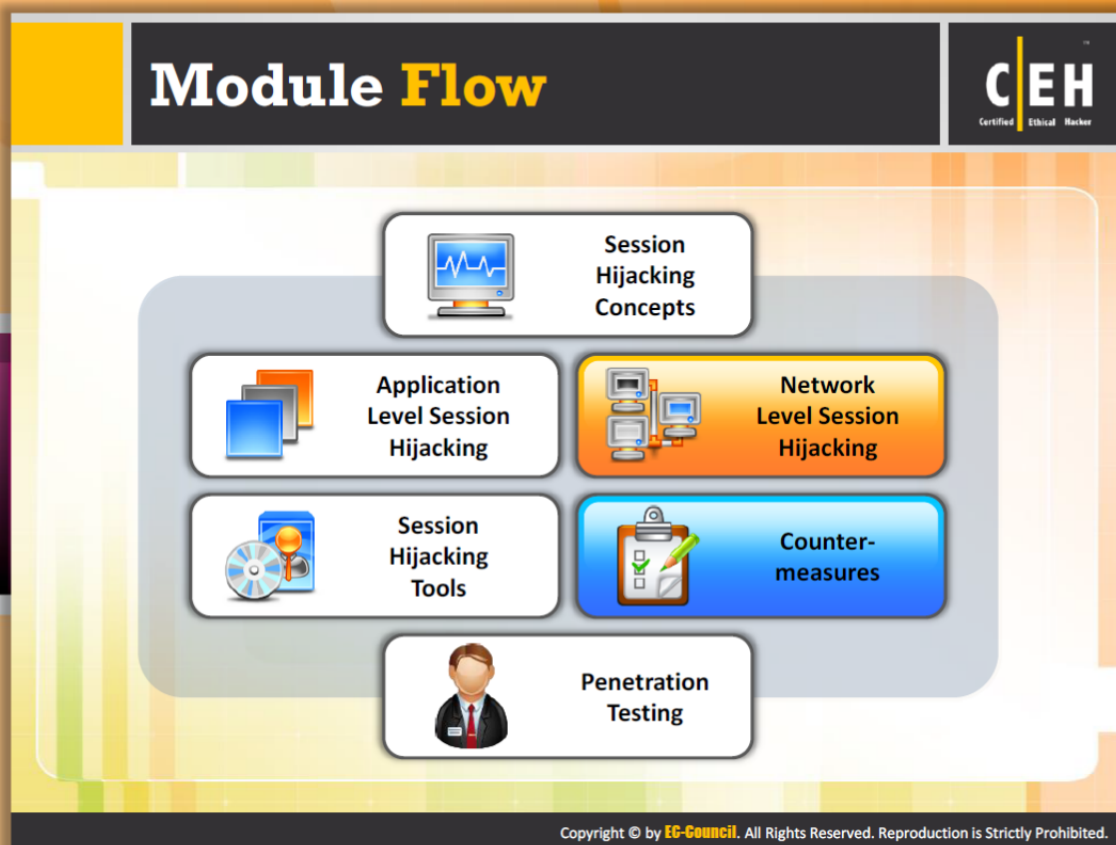 Module Flow
C|EH
Certified Ethical Hacker
Session
Hijacking
Concepts
Application
Level Session
Hijacking
Network
Level Session
Hijacking
Session
Hijacking
Tools
Counter-
measures
Penetration
Testing
Copyright © by EC-Council. All Rights Reserved. Reproduction is Strictly Prohibited.